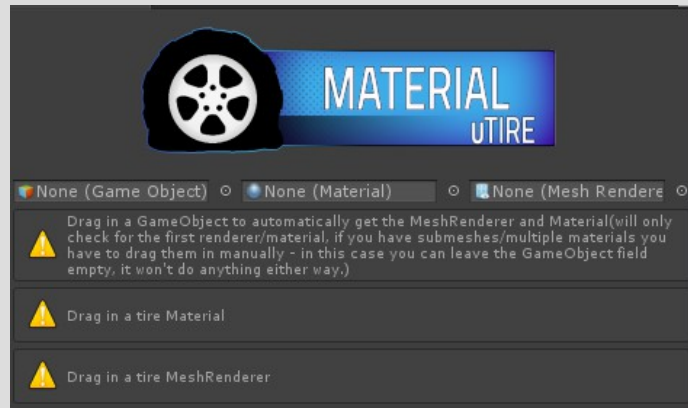 MATERIAL
uTIRE
None (Game Object)
None (Material)
None (Mesh Rendere
Drag in a GameObject to automatically get the MeshRenderer and Material(will only
check for the first renderer/material, if you have submeshes/multiple materials you
have to drag them in manually - in this case you can leave the GameObject field
empty, it won't do anything either way.)
Drag in a tire Material
Drag in a tire MeshRenderer